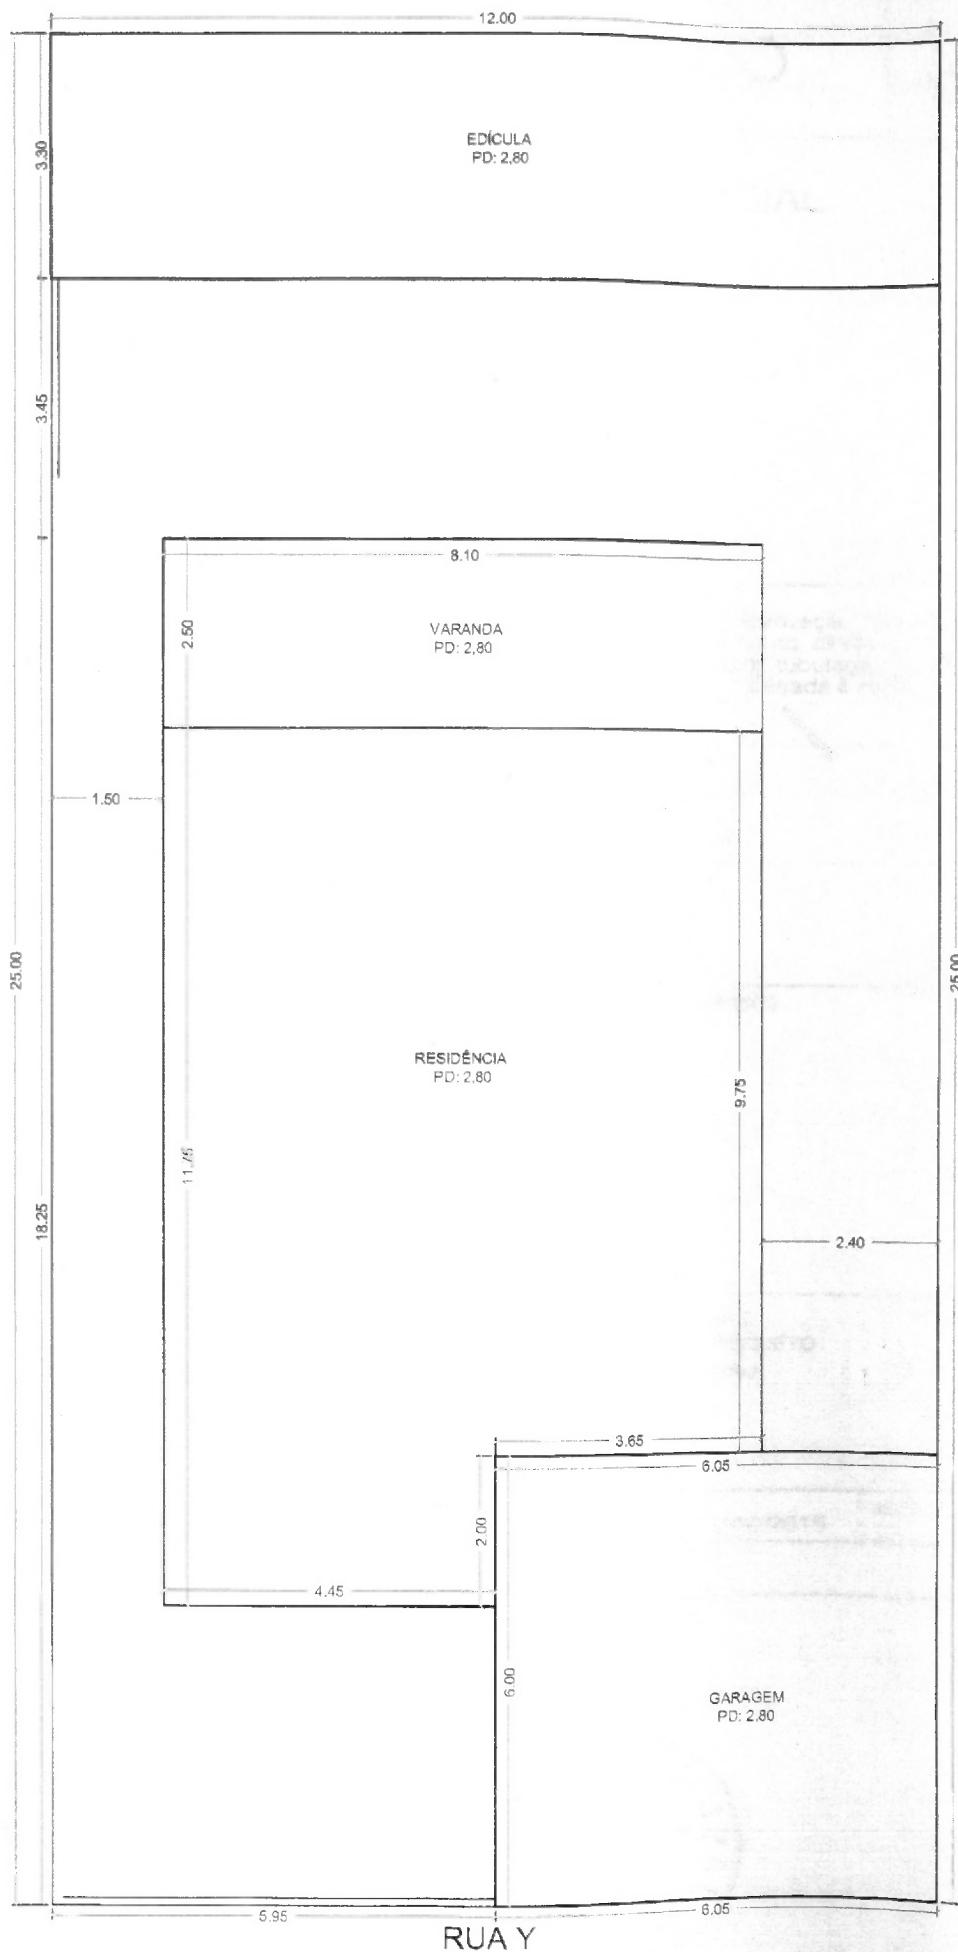 12.00
EDÍCULA
PD: 2,80
3.30
3.45
8.10
2.50
VARANDA
PD: 2,80
1.50
25.00
25.00
RESIDÊNCIA
PD: 2,80
9.75
11.75
18.25
2.40
3.65
6.05
2.00
4.45
6.00
GARAGEM
PD: 2,80
5.95
6.05
RUA Y